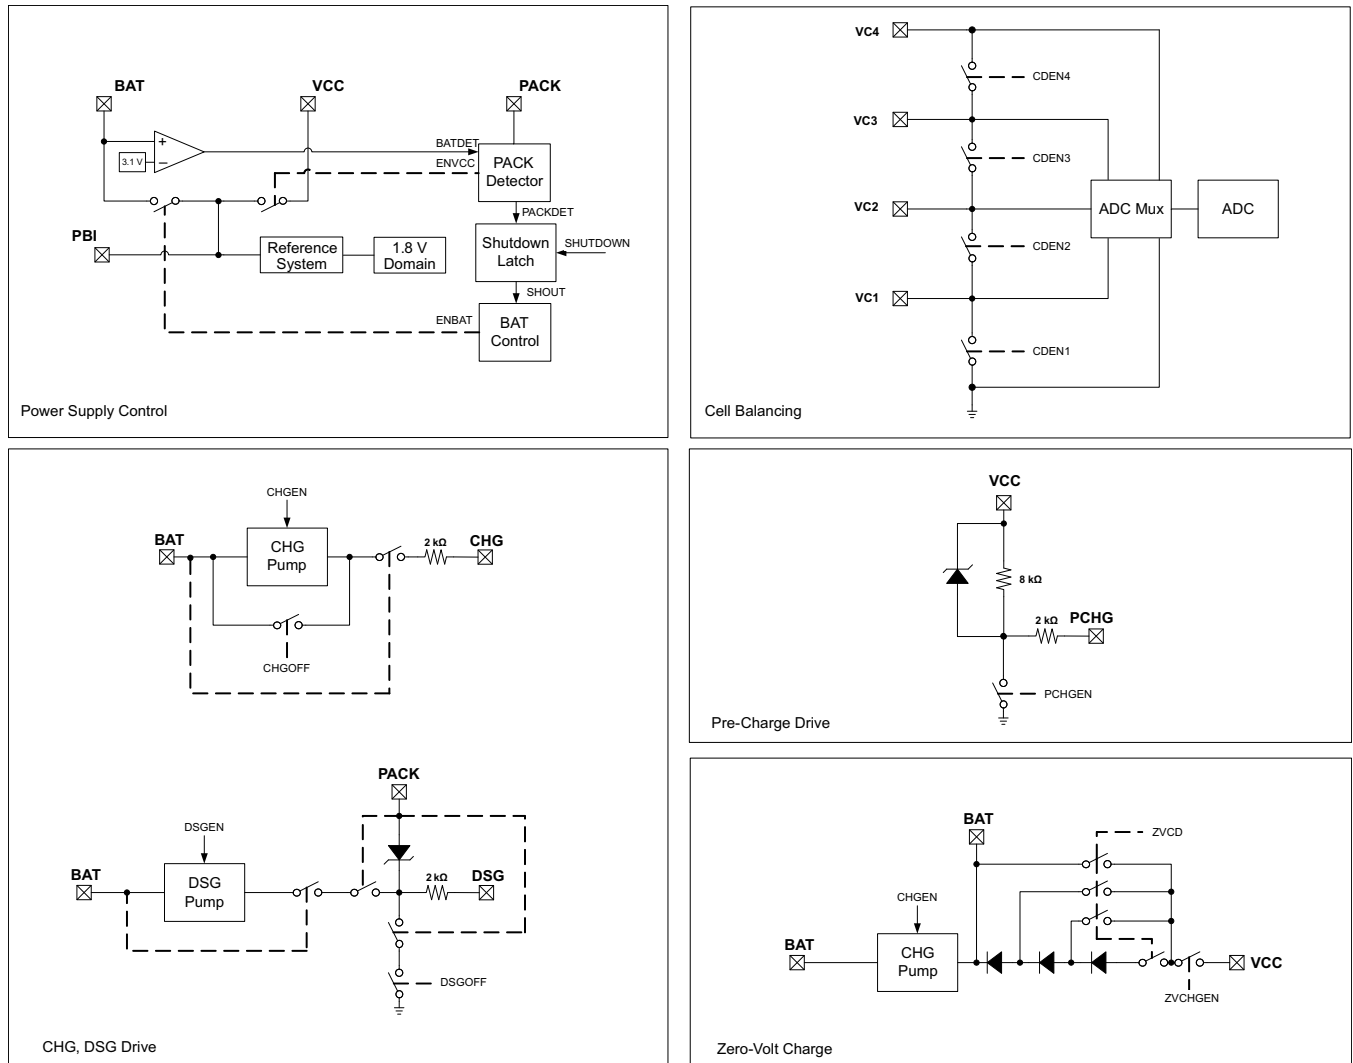 BAT
VCC
PACK
3.1 V
+
−
BATDET
ENVCC
PACK
Detector
PACKDET
PBI
Reference
System
1.8 V
Domain
Shutdown
Latch
SHUTDOWN
SHOUT
ENBAT
BAT
Control
Power Supply Control
VC4
CDEN4
VC3
CDEN3
VC2
ADC Mux
ADC
CDEN2
VC1
CDEN1
Cell Balancing
CHGEN
BAT
CHG
Pump
2 kΩ
CHG
CHGOFF
PACK
DSGEN
BAT
DSG
Pump
2 kΩ
DSG
DSGOFF
CHG, DSG Drive
VCC
8 kΩ
2 kΩ
PCHG
PCHGEN
Pre-Charge Drive
BAT
ZVCD
CHGEN
BAT
CHG
Pump
VCC
ZVCHGEN
Zero-Volt Charge